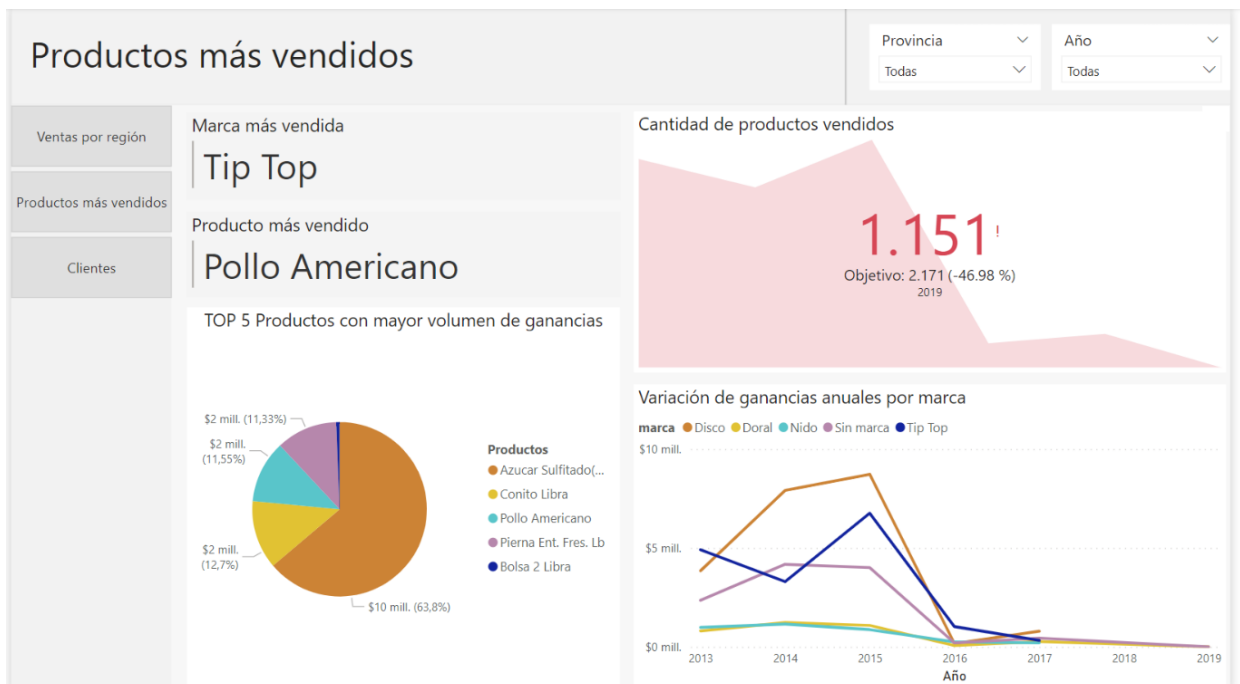 Productos más vendidos
Provincia
Todas
Año
Todas
Ventas por región
Productos más vendidos
Clientes
Marca más vendida
Tip Top
Producto más vendido
Pollo Americano
TOP 5 Productos con mayor volumen de ganancias
$2 mill. (11,33%)
$2 mill.
(11,55%)
$2 mill.
(12,7%)
$10 mill. (63,8%)
Productos
Azucar Sulfitado(...
Conito Libra
Pollo Americano
Pierna Ent. Fres. Lb
Bolsa 2 Libra
Cantidad de productos vendidos
1.151!
Objetivo: 2.171 (-46.98 %)
2019
Variación de ganancias anuales por marca
marca Disco Doral Nido Sin marca Tip Top
$10 mill.
$5 mill.
$0 mill.
2013 2014 2015 2016 2017 2018 2019
Año